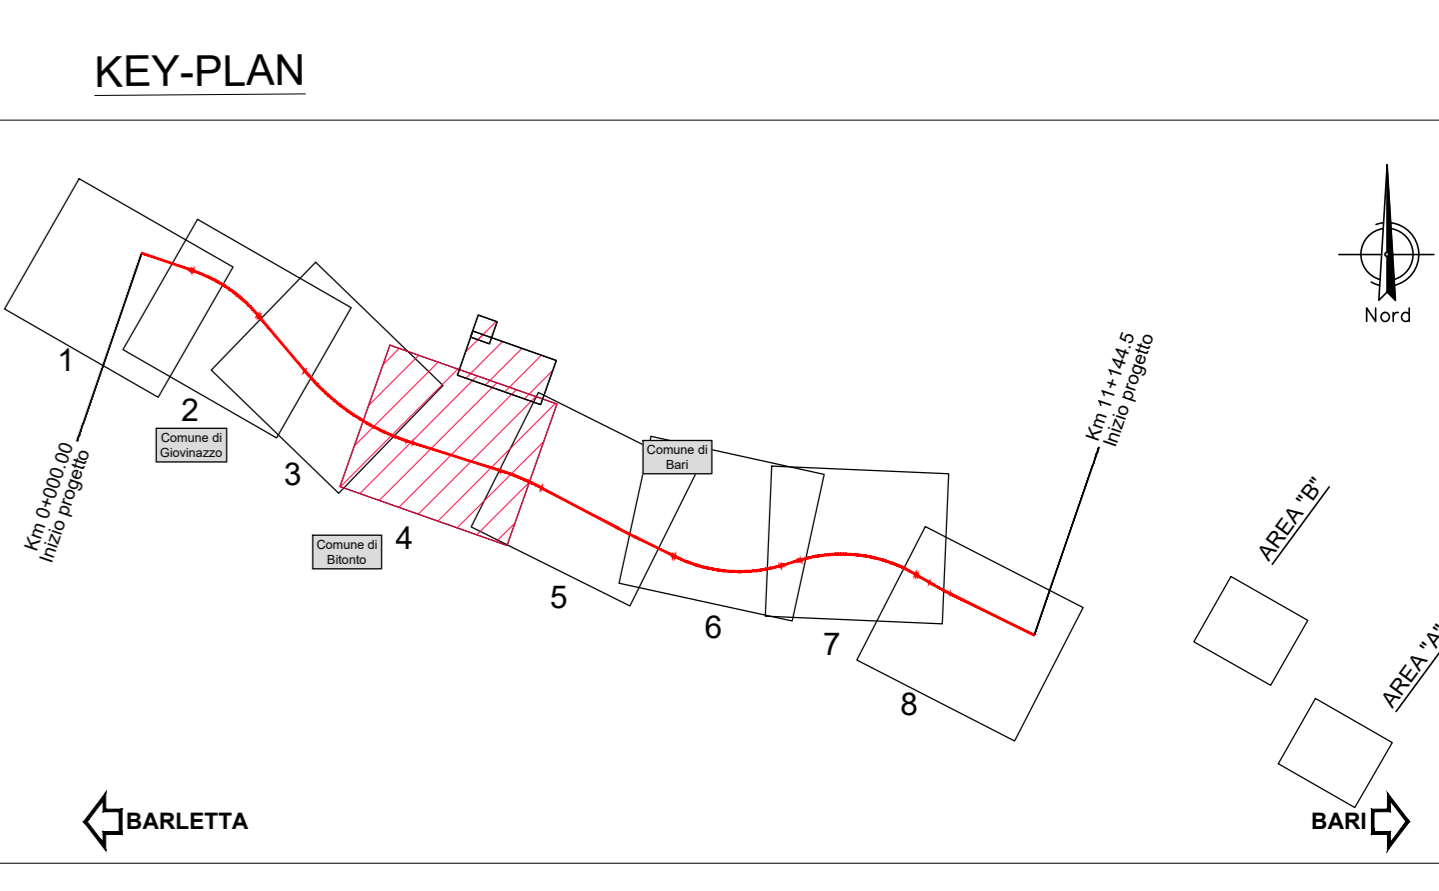 KEY-PLAN
Nord
1
2
Comune di
Giovinazzo
3
4
Comune di
Bitonto
5
Comune di
Bari
6
7
8
Km 0+000.00
Inizio progetto
Km 11+144.5
Inizio progetto
AREA "B"
AREA "A"
BARLETTA
BARI